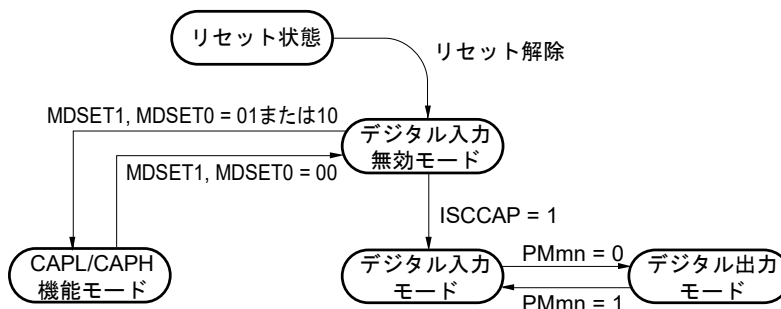 リセット状態
リセット解除
MDSET1, MDSET0 = 01または10
デジタル入力
無効モード
MDSET1, MDSET0 = 00
ISCCAP = 1
CAPL/CAPH
機能モード
デジタル入力
モード
PMmn = 0
PMmn = 1
デジタル出力
モード